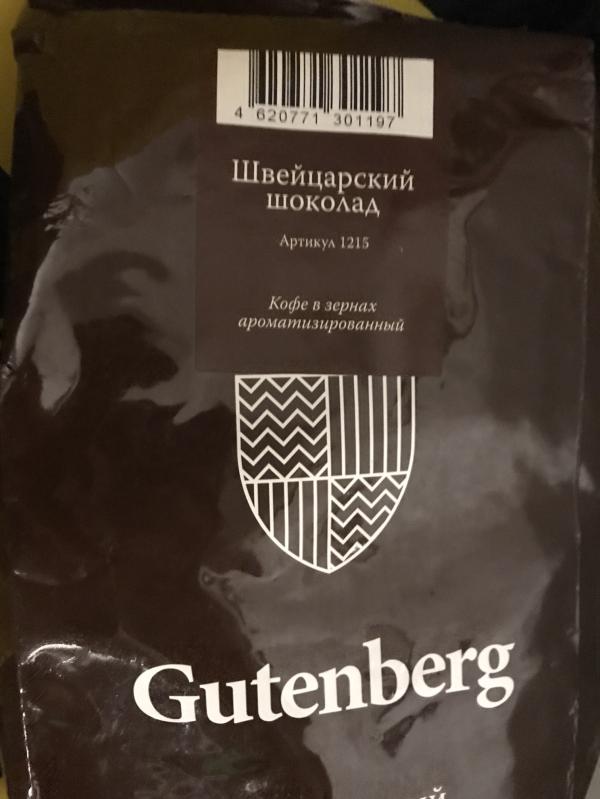 4 620771 301197
Швейцарский
шоколад
Артикул 1215
Кофе в зернах
ароматизированный
Gutenberg